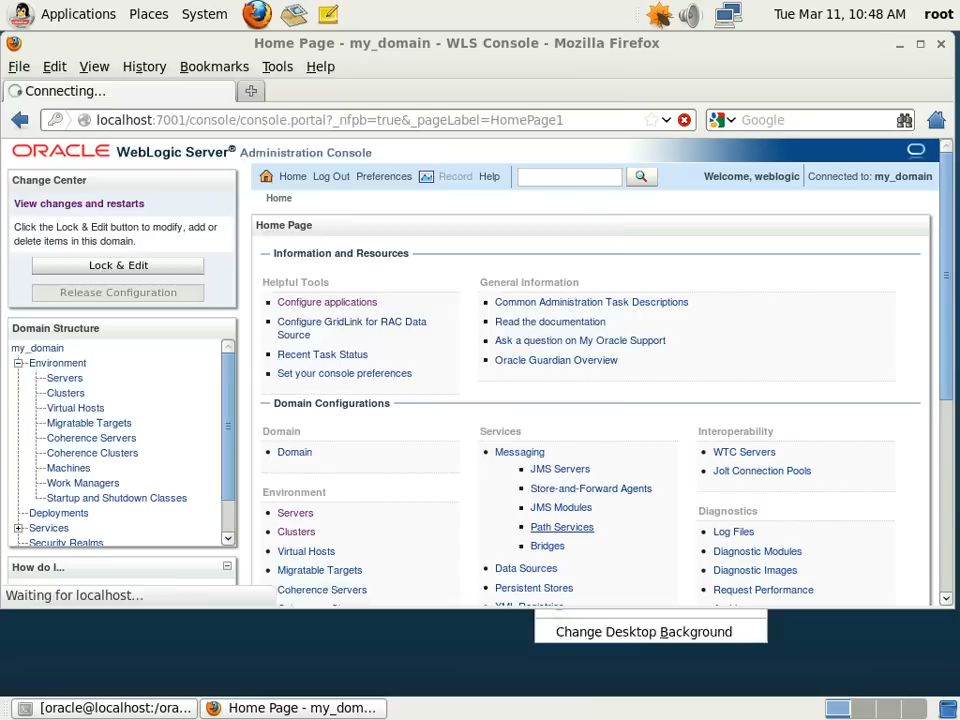 Applications Places System
Tue Mar 11, 10:48 AM root
Home Page - my_domain - WLS Console - Mozilla Firefox
File Edit View History Bookmarks Tools Help
Connecting...
localhost:7001/console/console.portal?_nfpb=true&_pageLabel=HomePage1
Google
ORACLE WebLogic Server® Administration Console
Change Center
View changes and restarts
Click the Lock & Edit button to modify, add or
delete items in this domain.
Lock & Edit
Release Configuration
Domain Structure
my_domain
Environment
Servers
Clusters
Virtual Hosts
Migratable Targets
Coherence Servers
Coherence Clusters
Machines
Work Managers
Startup and Shutdown Classes
Deployments
Services
Security Realms
How do I...
Home Log Out Preferences Record Help
Welcome, weblogic Connected to: my_domain
Home
Home Page
Information and Resources
Helpful Tools
Configure applications
Configure GridLink for RAC Data
Source
Recent Task Status
Set your console preferences
General Information
Common Administration Task Descriptions
Read the documentation
Ask a question on My Oracle Support
Oracle Guardian Overview
Domain Configurations
Domain
Domain
Environment
Servers
Clusters
Virtual Hosts
Migratable Targets
Coherence Servers
Services
Messaging
JMS Servers
Store-and-Forward Agents
JMS Modules
Path Services
Bridges
Data Sources
Persistent Stores
XML Registries
Interoperability
WTC Servers
Jolt Connection Pools
Diagnostics
Log Files
Diagnostic Modules
Diagnostic Images
Request Performance
Waiting for localhost...
Change Desktop Background
[oracle@localhost:/ora...
Home Page - my_dom...